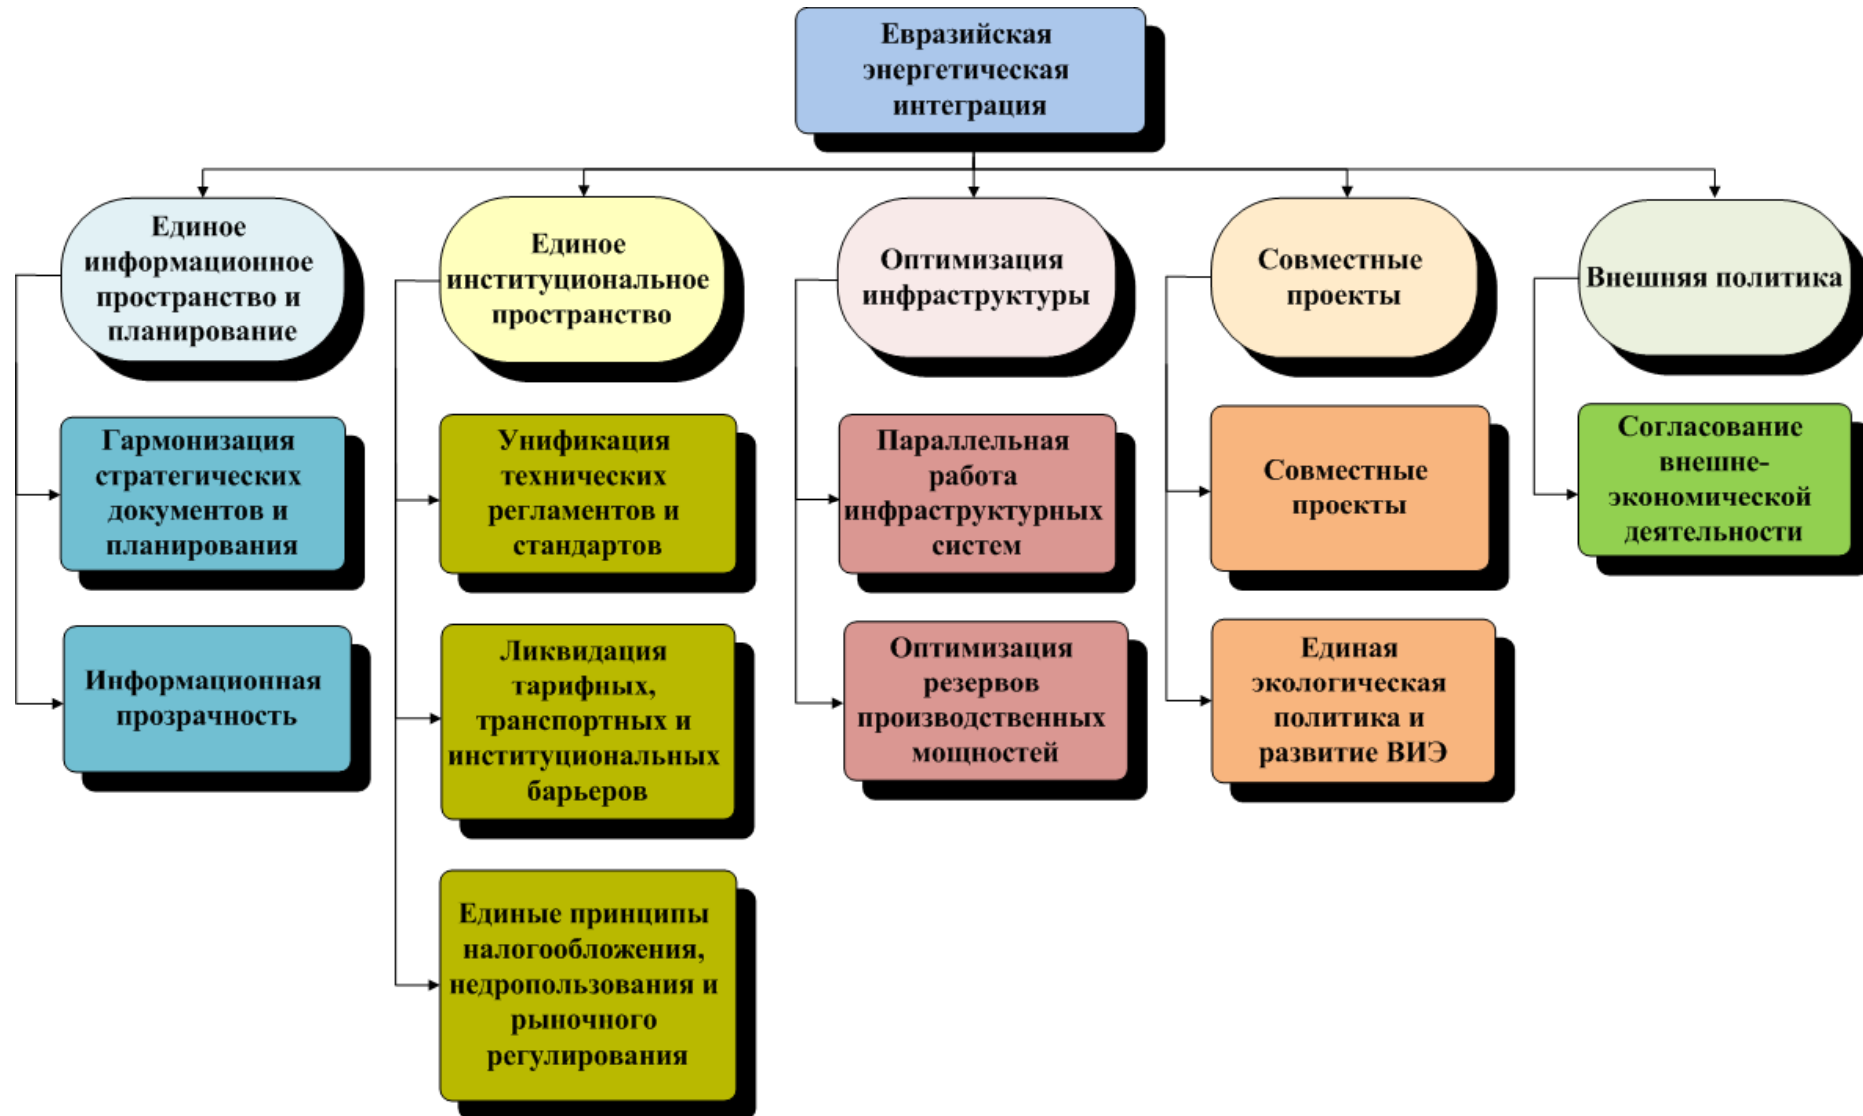 Евразийская
энергетическая
интеграция
Единое
информационное
пространство и
планирование
Единое
институциональное
пространство
Оптимизация
инфраструктуры
Совместные
проекты
Внешняя политика
Гармонизация
стратегических
документов и
планирования
Унификация
технических
регламентов и
стандартов
Параллельная
работа
инфраструктурных
систем
Совместные
проекты
Согласование
внешне-
экономической
деятельности
Информационная
прозрачность
Ликвидация
тарифных,
транспортных и
институциональных
барьеров
Оптимизация
резервов
производственных
мощностей
Единая
экологическая
политика и
развитие ВИЭ
Единые принципы
налогообложения,
недропользования и
рыночного
регулирования